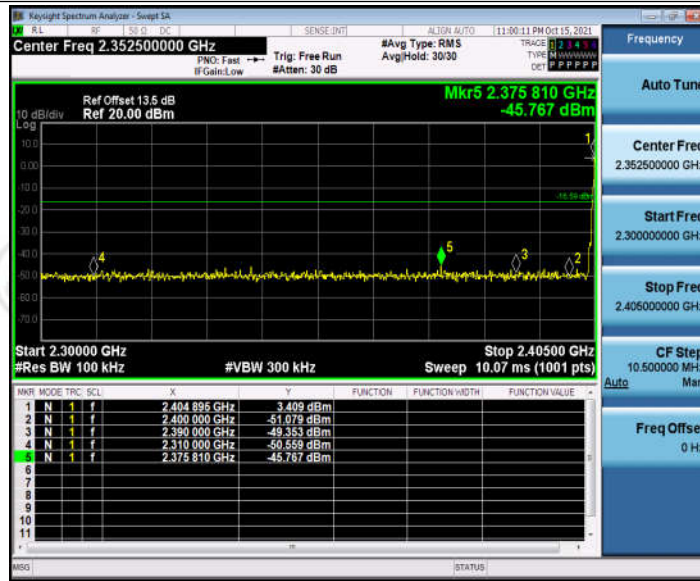 Keysight Spectrum Analyzer - Swept SA
RL RF 50 Ω DC SENSE:INT ALIGN AUTO 11:00:11 PM Oct 15, 2021
Center Freq 2.352500000 GHz
PNO: Fast
IFGain:Low
Trig: Free Run
#Atten: 30 dB
#Avg Type: RMS
Avg|Hold: 30/30
TRACE 1 2 3 4 5 6
TYPE M W W W W W
DET P P P P P P
Ref Offset 13.5 dB
Ref 20.00 dBm
10 dB/div
Log
Mkr5 2.375 810 GHz
-45.767 dBm
10.0
0.00
-10.0
-20.0
-30.0
-40.0
-50.0
-60.0
-70.0
1
4
5
3
2
Start 2.30000 GHz
#Res BW 100 kHz
#VBW 300 kHz
Stop 2.40500 GHz
Sweep 10.07 ms (1001 pts)
MKR MODE TRC SCL X Y FUNCTION FUNCTION WIDTH FUNCTION VALUE
1 N 1 f 2.404 895 GHz 3.409 dBm
2 N 1 f 2.400 000 GHz -51.079 dBm
3 N 1 f 2.390 000 GHz -49.353 dBm
4 N 1 f 2.310 000 GHz -50.559 dBm
5 N 1 f 2.375 810 GHz -45.767 dBm
6
7
8
9
10
11
MSG STATUS
Frequency
Auto Tune
Center Freq
2.352500000 GHz
Start Freq
2.300000000 GHz
Stop Freq
2.405000000 GHz
CF Step
10.500000 MHz
Auto Man
Freq Offset
0 Hz